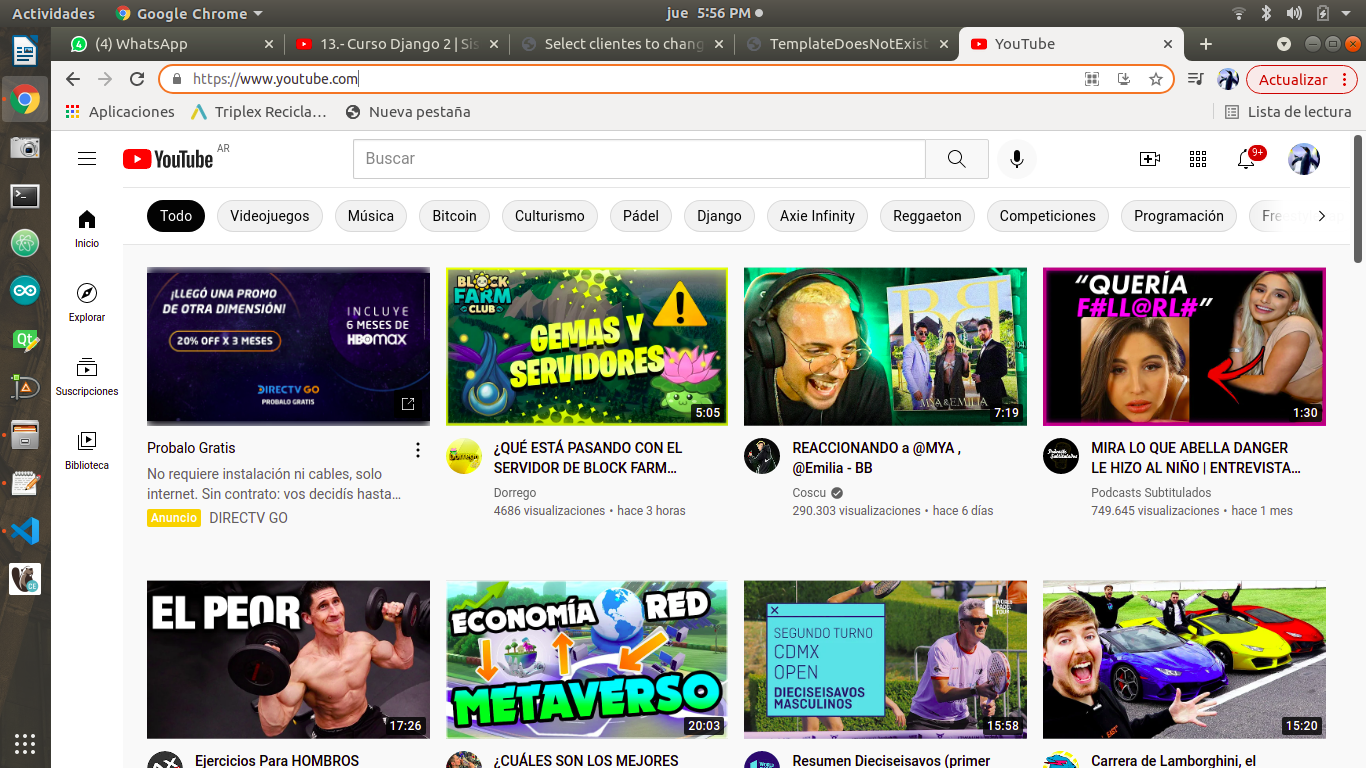 Actividades
Google Chrome
jue 5:56 PM
(4) WhatsApp
13.- Curso Django 2 | Sis
Select clientes to chang
TemplateDoesNotExist
YouTube
https://www.youtube.com
Actualizar
Aplicaciones
Triplex Recicla…
Nueva pestaña
Lista de lectura
YouTube AR
Buscar
9+
Todo
Videojuegos
Música
Bitcoin
Culturismo
Pádel
Django
Axie Infinity
Reggaeton
Competiciones
Programación
Inicio
Explorar
Suscripciones
Biblioteca
¡LLEGÓ UNA PROMO
DE OTRA DIMENSIÓN!
20% OFF X 3 MESES
INCLUYE
6 MESES DE
HBOMAX
DIRECTV GO
PROBALO GRATIS
Probalo Gratis
No requiere instalación ni cables, solo
internet. Sin contrato: vos decidís hasta…
Anuncio DIRECTV GO
BLOCK
FARM
CLUB
GEMAS Y
SERVIDORES
5:05
¿QUÉ ESTÁ PASANDO CON EL
SERVIDOR DE BLOCK FARM…
Dorrego
4686 visualizaciones • hace 3 horas
MYA & EMILIA
7:19
REACCIONANDO a @MYA ,
@Emilia - BB
Coscu
290.303 visualizaciones • hace 6 días
“QUERÍA
F#LL@RL#”
1:30
MIRA LO QUE ABELLA DANGER
LE HIZO AL NIÑO | ENTREVISTA…
Podcasts Subtitulados
749.645 visualizaciones • hace 1 mes
EL PEOR
17:26
Ejercicios Para HOMBROS
ECONOMÍA RED
METAVERSO
20:03
¿CUÁLES SON LOS MEJORES
SEGUNDO TURNO
CDMX
OPEN
DIECISEISAVOS
MASCULINOS
WORLD
PADEL
TOUR
15:58
Resumen Dieciseisavos (primer
15:20
Carrera de Lamborghini, el